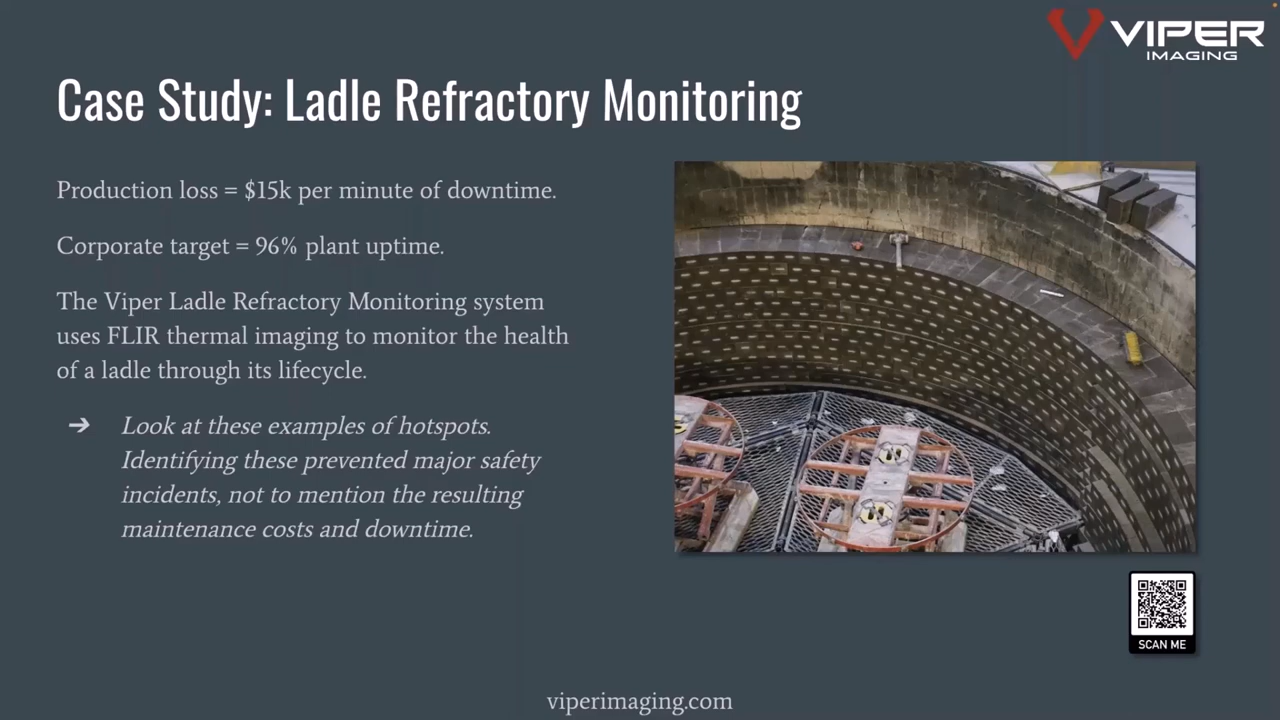 VIPER
IMAGING
Case Study: Ladle Refractory Monitoring
Production loss = $15k per minute of downtime.
Corporate target = 96% plant uptime.
The Viper Ladle Refractory Monitoring system
uses FLIR thermal imaging to monitor the health
of a ladle through its lifecycle.
➔ Look at these examples of hotspots.
Identifying these prevented major safety
incidents, not to mention the resulting
maintenance costs and downtime.
SCAN ME
viperimaging.com